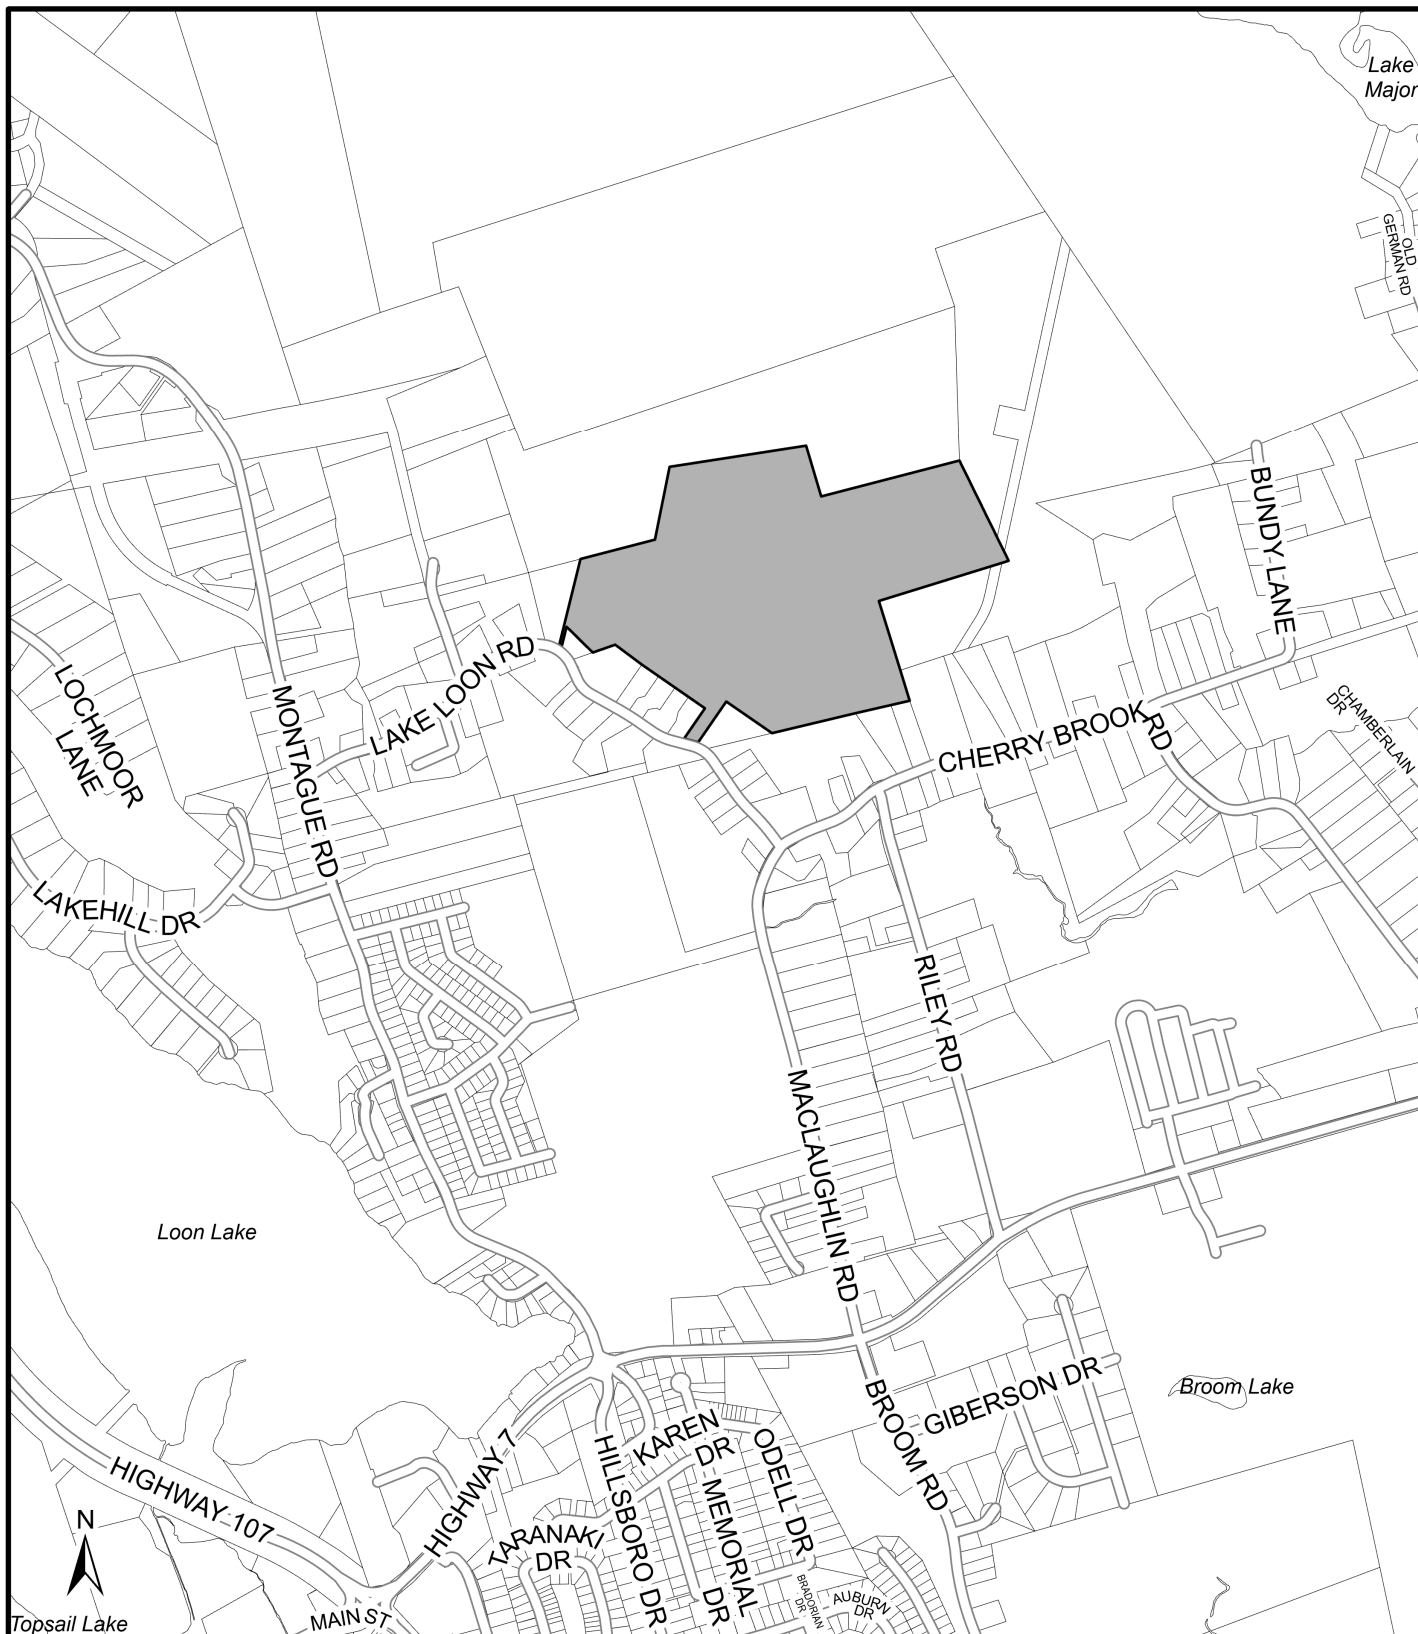 Lake
Major
OLD
GERMAN RD
BUNDY LANE
LOCHMOOR
LANE
MONTAGUE RD
LAKE LOON RD
CHERRY BROOK RD
CHAMBERLAIN
DR
LAKEHILL DR
RILEY RD
MACLAUGHLIN RD
Loon Lake
GIBERSON DR
Broom Lake
BROOM RD
KAREN
DR
ODELL DR
HILLSBORO DR
MEMORIAL
DR
HIGHWAY 7
HIGHWAY 107
TARANAKI
DR
BRADORIAN
DR
AUBURN
DR
N
MAIN ST
Topsail Lake